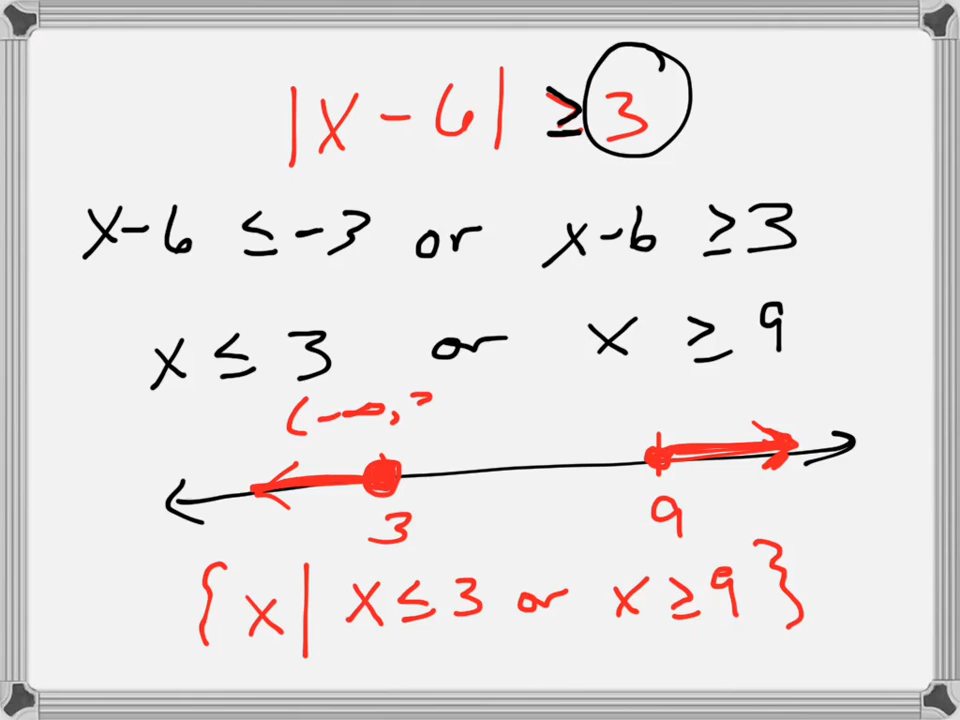 |x - 6| ≥ 3
x - 6 ≤ -3 or x - 6 ≥ 3
x ≤ 3 or x ≥ 9
(-∞,
3 9
{x | x ≤ 3 or x ≥ 9}